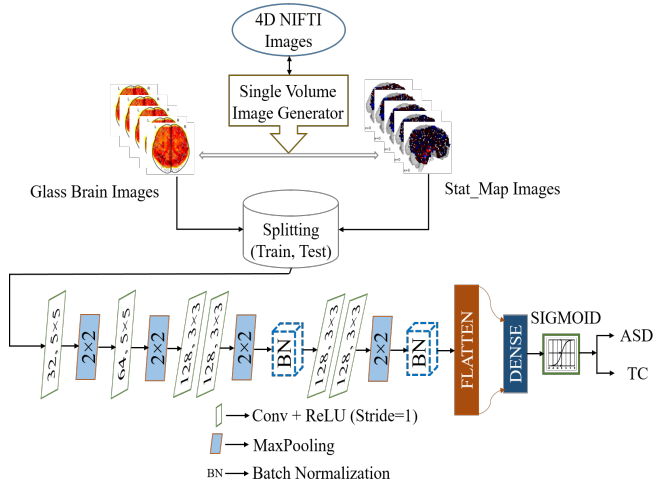 4D NIFTI
Images
Single Volume
Image Generator
Glass Brain Images
Stat_Map Images
Splitting
(Train, Test)
32, 5×5
2×2
64, 5×5
2×2
128, 3×3
128, 3×3
2×2
BN
128, 3×3
128, 3×3
2×2
BN
FLATTEN
DENSE
SIGMOID
ASD
TC
Conv + ReLU (Stride=1)
MaxPooling
BN Batch Normalization